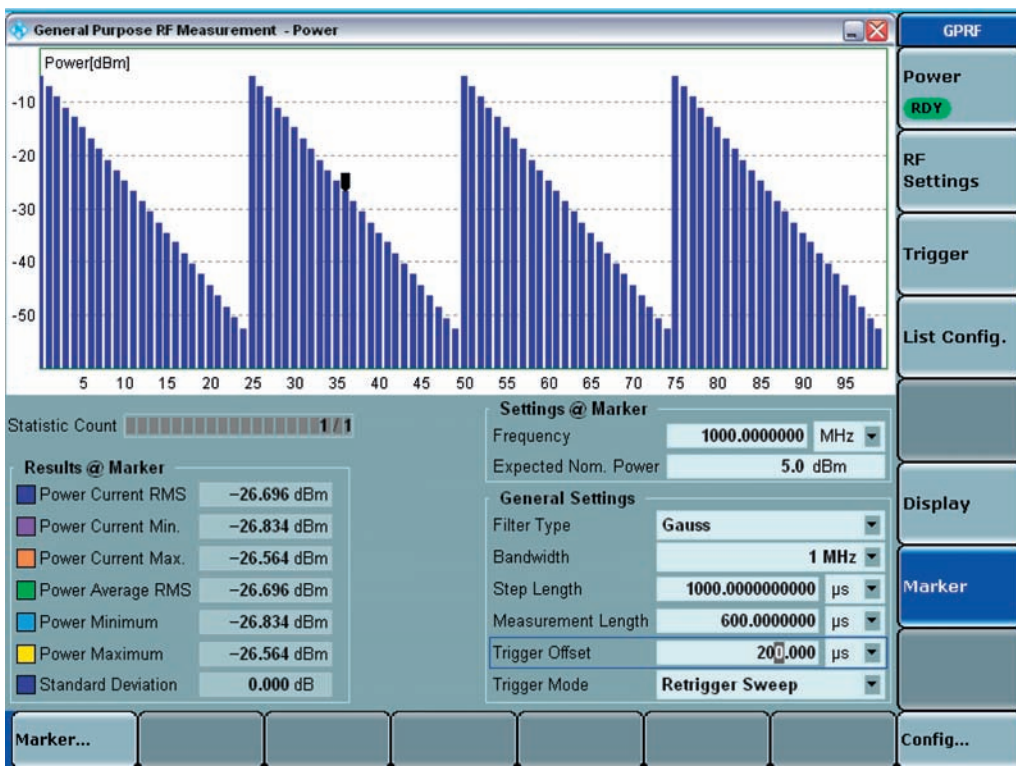 General Purpose RF Measurement - Power
GPRF
Power[dBm]
-10
-20
-30
-40
-50
5 10 15 20 25 30 35 40 45 50 55 60 65 70 75 80 85 90 95
Statistic Count 1 / 1
Results @ Marker
Power Current RMS −26.696 dBm
Power Current Min. −26.834 dBm
Power Current Max. −26.564 dBm
Power Average RMS −26.696 dBm
Power Minimum −26.834 dBm
Power Maximum −26.564 dBm
Standard Deviation 0.000 dB
Settings @ Marker
Frequency 1000.0000000 MHz
Expected Nom. Power 5.0 dBm
General Settings
Filter Type Gauss
Bandwidth 1 MHz
Step Length 1000.0000000000 µs
Measurement Length 600.0000000 µs
Trigger Offset 200.000 µs
Trigger Mode Retrigger Sweep
Power
RDY
RF
Settings
Trigger
List Config.
Display
Marker
Marker...
Config...